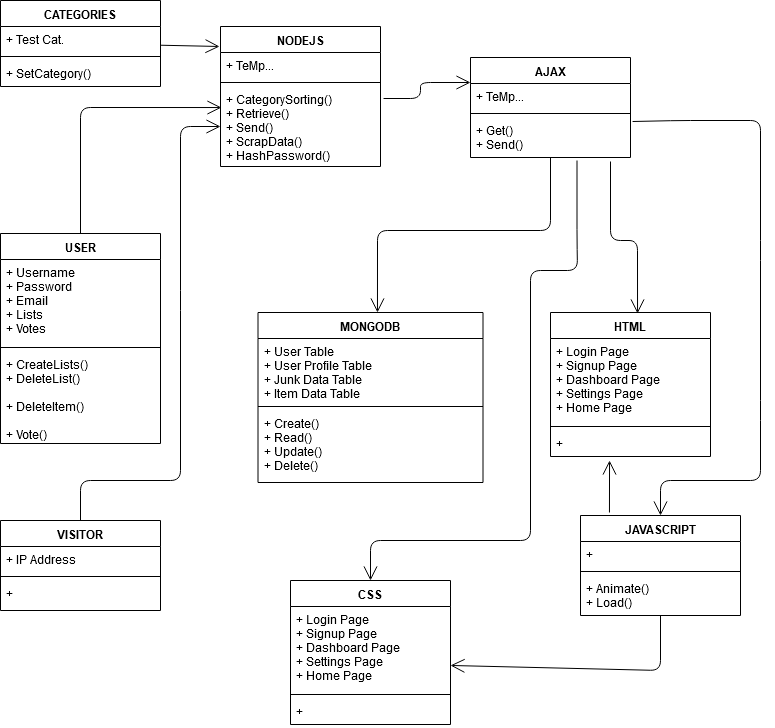 CATEGORIES
+ Test Cat.
+ SetCategory()
NODEJS
+ TeMp...
+ CategorySorting()
+ Retrieve()
+ Send()
+ ScrapData()
+ HashPassword()
AJAX
+ TeMp...
+ Get()
+ Send()
USER
+ Username
+ Password
+ Email
+ Lists
+ Votes
+ CreateLists()
+ DeleteList()
+ DeleteItem()
+ Vote()
MONGODB
+ User Table
+ User Profile Table
+ Junk Data Table
+ Item Data Table
+ Create()
+ Read()
+ Update()
+ Delete()
HTML
+ Login Page
+ Signup Page
+ Dashboard Page
+ Settings Page
+ Home Page
+
VISITOR
+ IP Address
+
JAVASCRIPT
+
+ Animate()
+ Load()
CSS
+ Login Page
+ Signup Page
+ Dashboard Page
+ Settings Page
+ Home Page
+